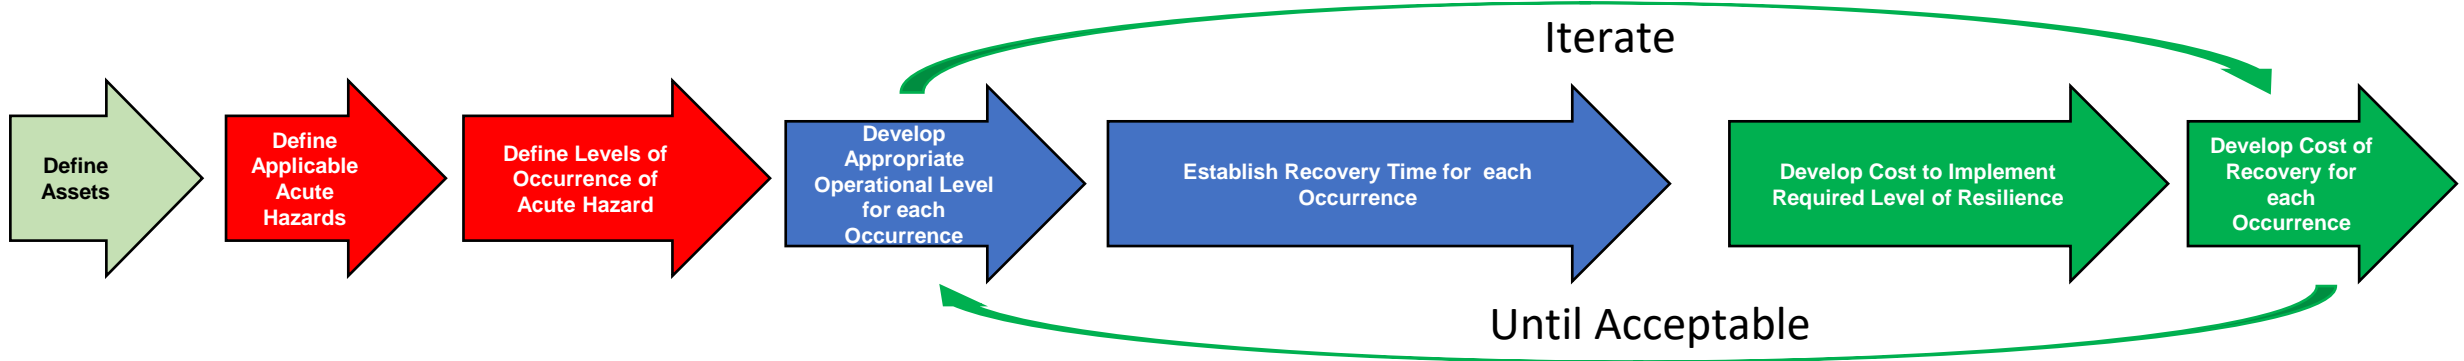 Iterate
Define
Assets
Define
Applicable
Acute
Hazards
Define Levels of
Occurrence of
Acute Hazard
Develop
Appropriate
Operational Level
for each
Occurrence
Establish Recovery Time for  each
Occurrence
Develop Cost to Implement
Required Level of Resilience
Develop Cost of
Recovery for
each
Occurrence
Until Acceptable